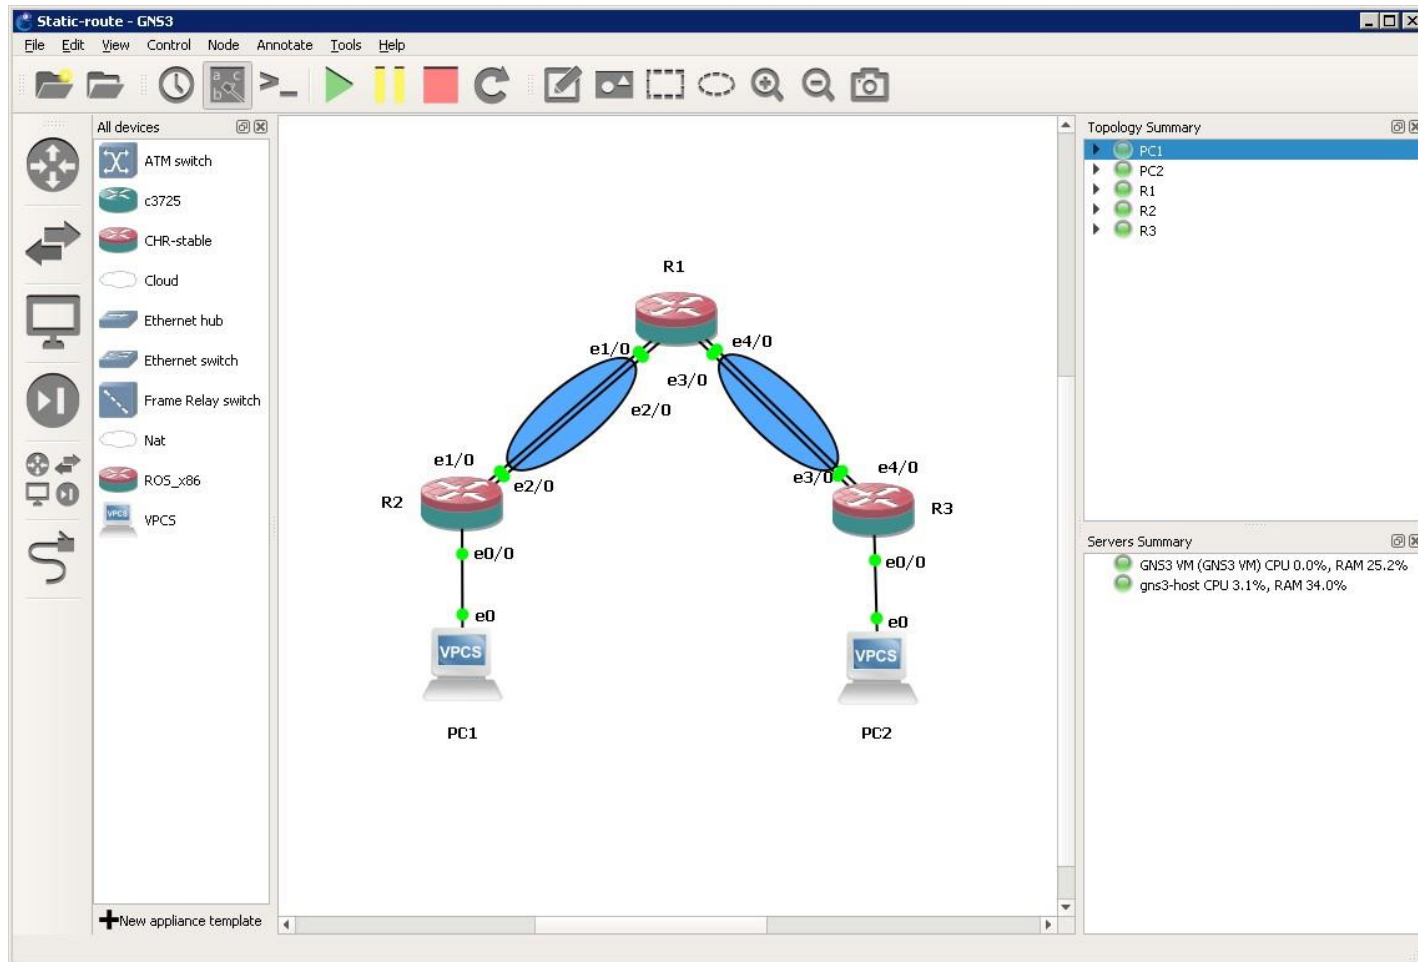 Static-route - GNS3
File Edit View Control Node Annotate Tools Help
All devices
ATM switch
c3725
CHR-stable
Cloud
Ethernet hub
Ethernet switch
Frame Relay switch
Nat
ROS_x86
VPCS
New appliance template
R1
e1/0 e4/0
e3/0
e2/0
e1/0
e2/0
R2
e4/0
e3/0
R3
e0/0
e0/0
e0
e0
VPCS
VPCS
PC1
PC2
Topology Summary
PC1
PC2
R1
R2
R3
Servers Summary
GNS3 VM (GNS3 VM) CPU 0.0%, RAM 25.2%
gns3-host CPU 3.1%, RAM 34.0%